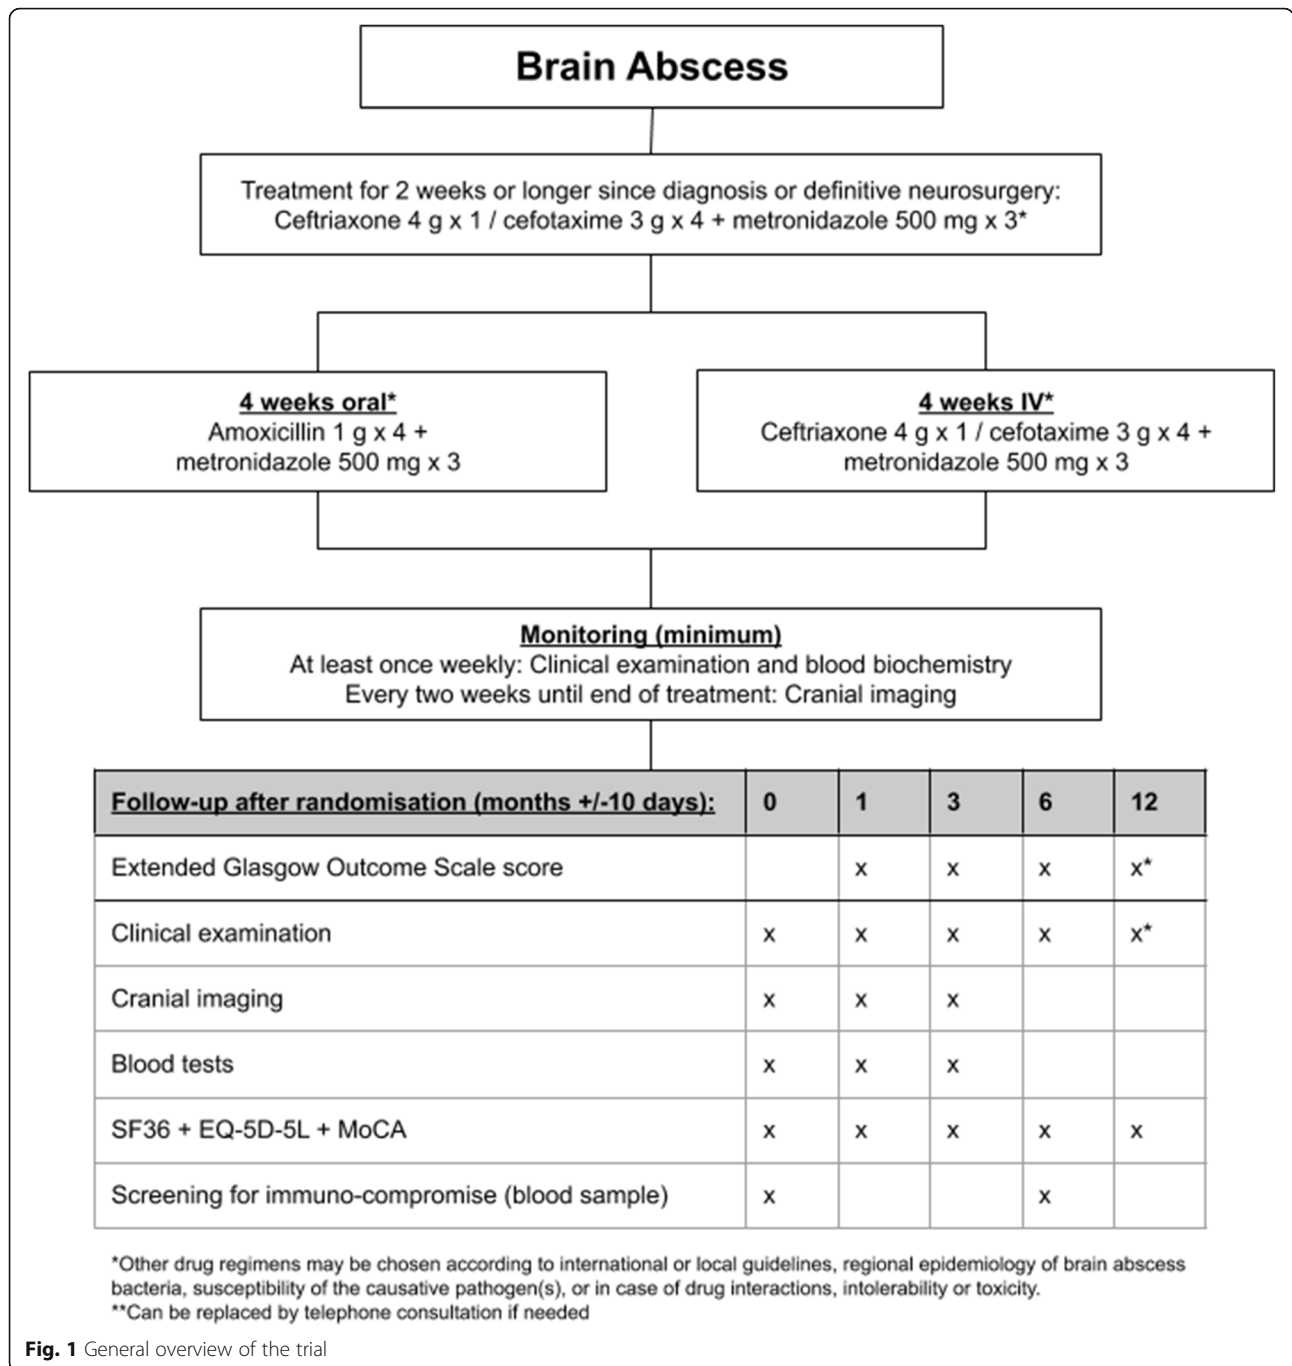 Brain Abscess
Treatment for 2 weeks or longer since diagnosis or definitive neurosurgery:
Ceftriaxone 4 g x 1 / cefotaxime 3 g x 4 + metronidazole 500 mg x 3*
4 weeks oral*
Amoxicillin 1 g x 4 +
metronidazole 500 mg x 3
4 weeks IV*
Ceftriaxone 4 g x 1 / cefotaxime 3 g x 4 +
metronidazole 500 mg x 3
Monitoring (minimum)
At least once weekly: Clinical examination and blood biochemistry
Every two weeks until end of treatment: Cranial imaging
Follow-up after randomisation (months +/-10 days): 0 1 3 6 12
Extended Glasgow Outcome Scale score x x x x*
Clinical examination x x x x x*
Cranial imaging x x x
Blood tests x x x
SF36 + EQ-5D-5L + MoCA x x x x x
Screening for immuno-compromise (blood sample) x x
*Other drug regimens may be chosen according to international or local guidelines, regional epidemiology of brain abscess
bacteria, susceptibility of the causative pathogen(s), or in case of drug interactions, intolerability or toxicity.
**Can be replaced by telephone consultation if needed
Fig. 1 General overview of the trial